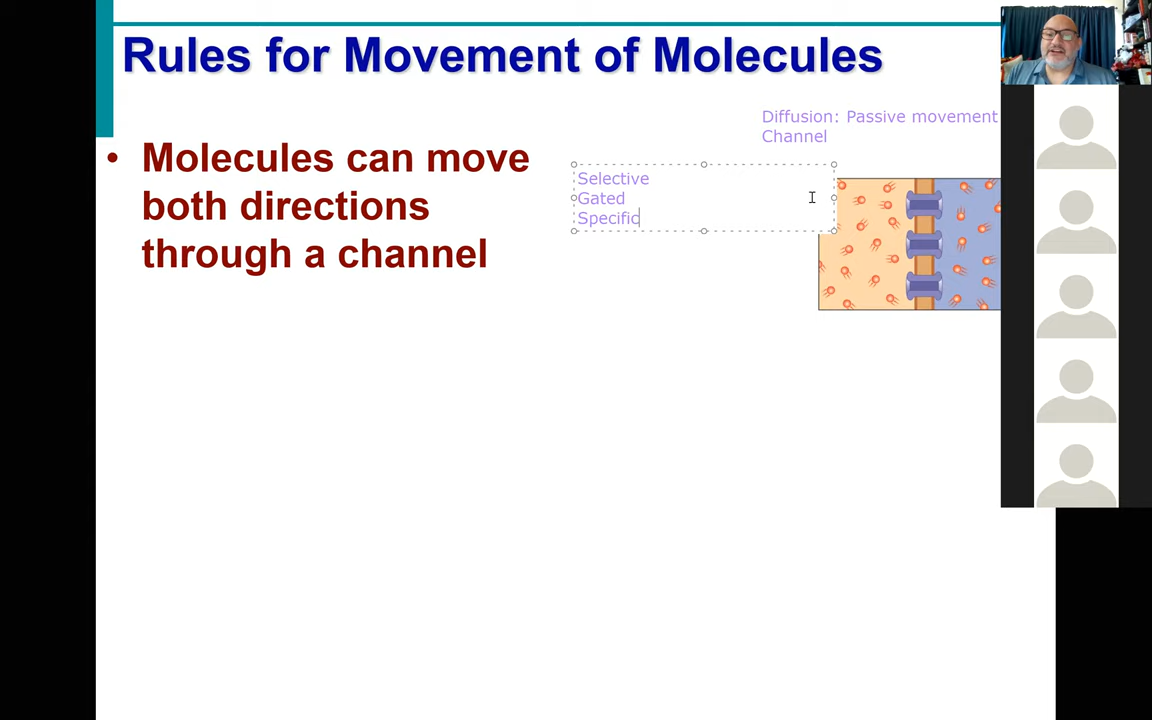 Rules for Movement of Molecules
Diffusion: Passive movement
Channel
• Molecules can move
both directions
through a channel
Selective
Gated
Specific